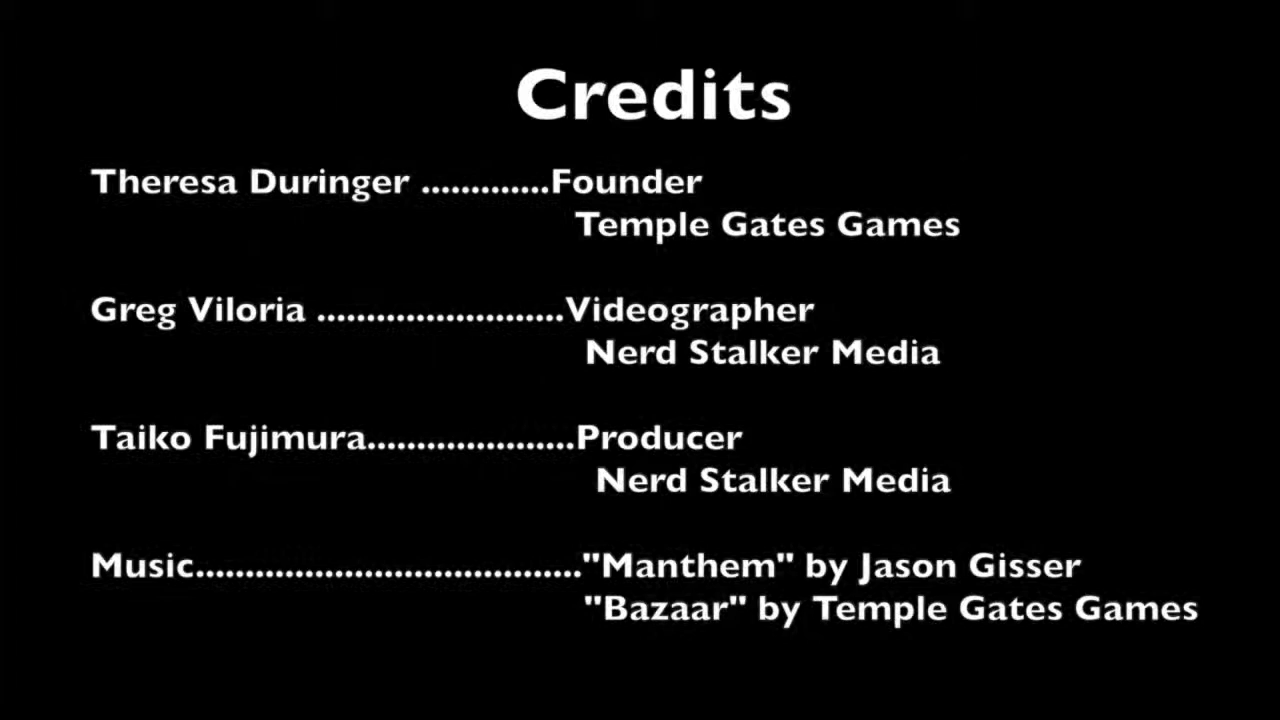 Credits
Theresa Duringer .............Founder
Temple Gates Games
Greg Viloria .........................Videographer
Nerd Stalker Media
Taiko Fujimura.....................Producer
Nerd Stalker Media
Music........................................"Manthem" by Jason Gisser
"Bazaar" by Temple Gates Games